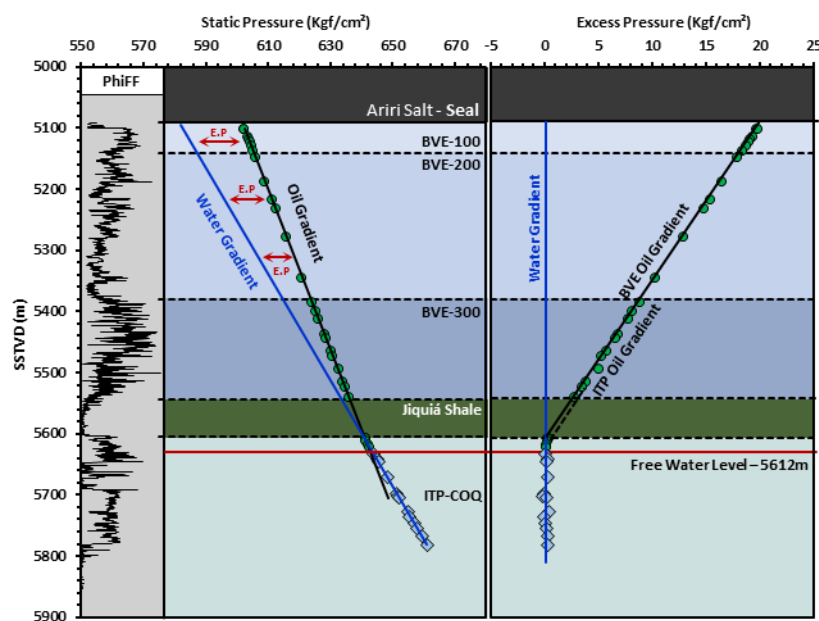 Static Pressure (Kgf/cm²)
Excess Pressure (Kgf/cm²)
550 570 590 610 630 650 670
-5 0 5 10 15 20 25
SSTVD (m)
5000
5100
5200
5300
5400
5500
5600
5700
5800
5900
PhiFF
Ariri Salt - Seal
E.P
BVE-100
BVE-200
E.P
Oil Gradient
Water Gradient
E.P
BVE-300
Jiquiá Shale
ITP-COQ
Water Gradient
BVE Oil Gradient
ITP Oil Gradient
Free Water Level – 5612m